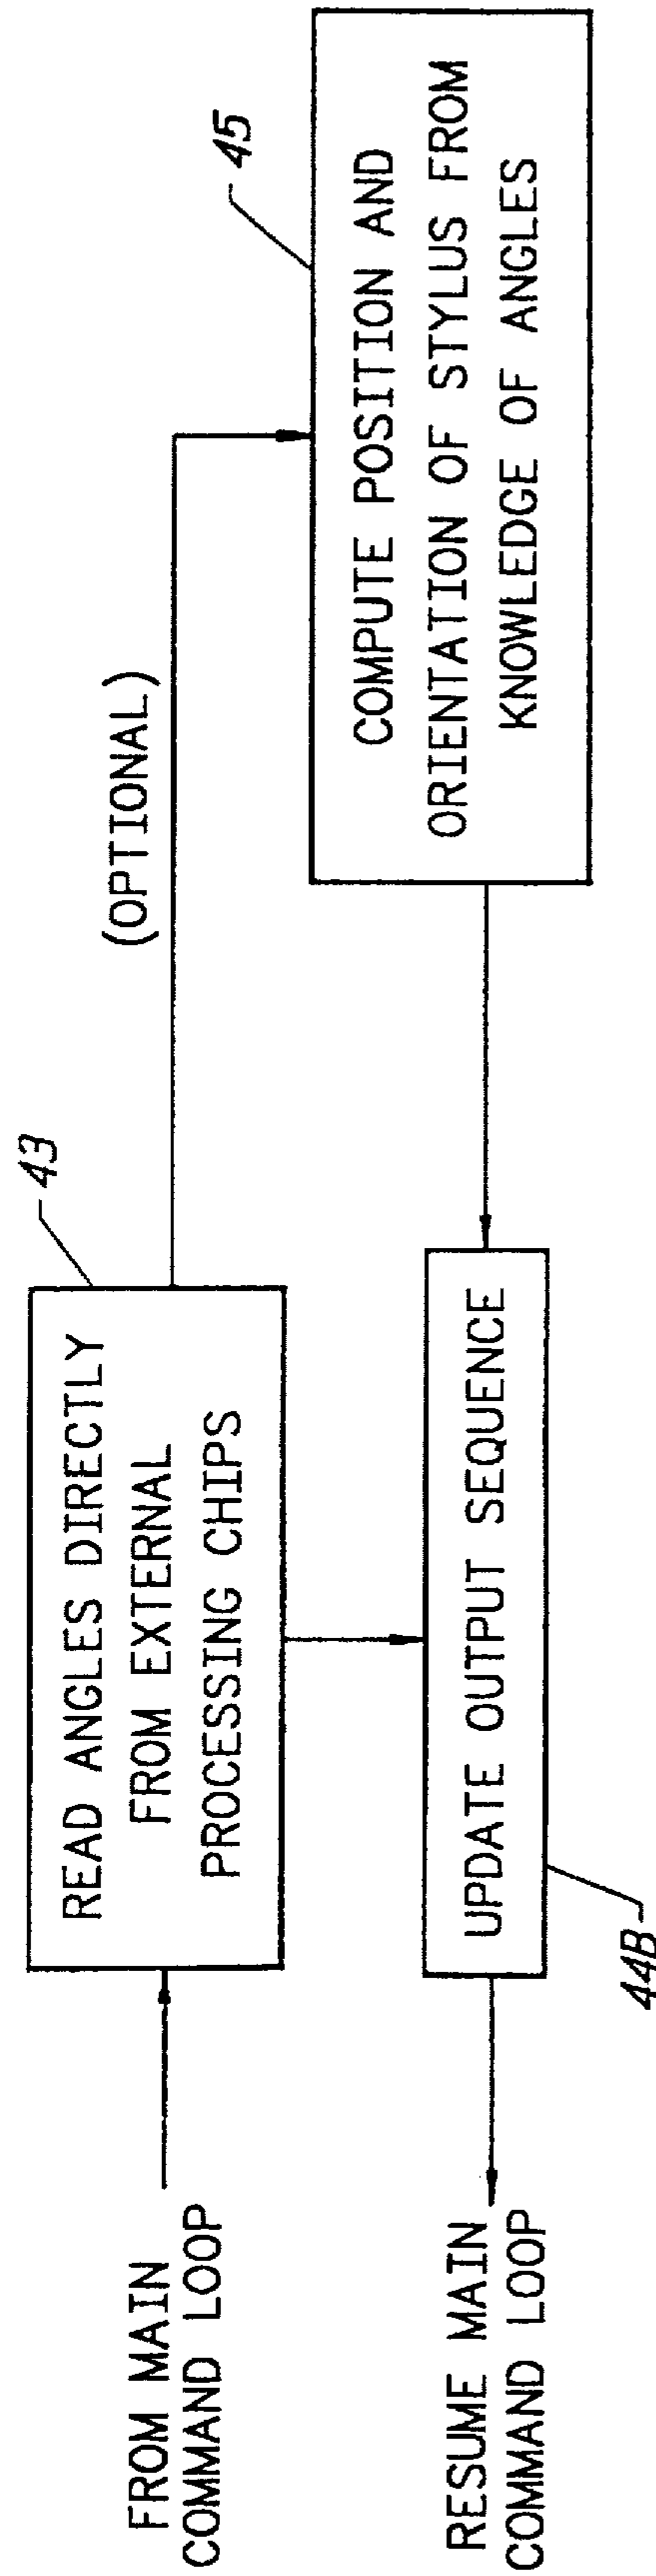 FROM MAIN
COMMAND LOOP
READ ANGLES DIRECTLY
FROM EXTERNAL
PROCESSING CHIPS
43
(OPTIONAL)
45
COMPUTE POSITION AND
ORIENTATION OF STYLUS FROM
KNOWLEDGE OF ANGLES
UPDATE OUTPUT SEQUENCE
44B
RESUME MAIN
COMMAND LOOP